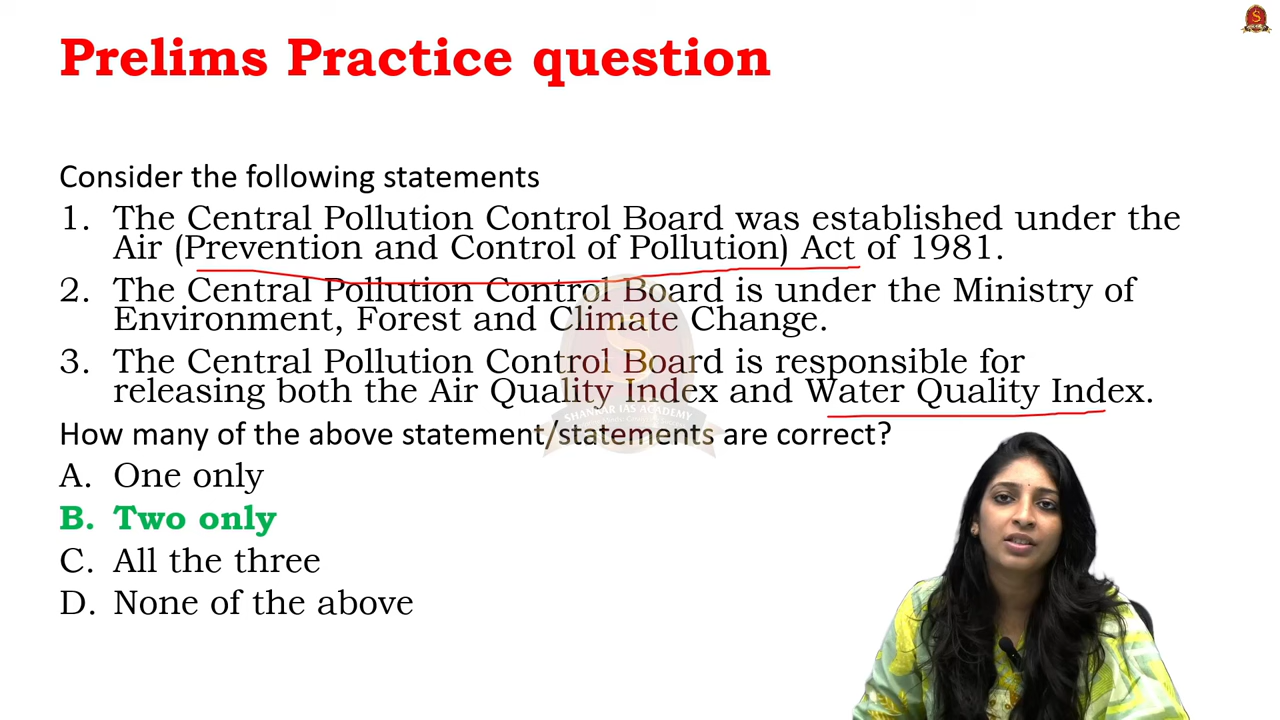 Prelims Practice question
Consider the following statements
1. The Central Pollution Control Board was established under the
Air (Prevention and Control of Pollution) Act of 1981.
2. The Central Pollution Control Board is under the Ministry of
Environment, Forest and Climate Change.
3. The Central Pollution Control Board is responsible for
releasing both the Air Quality Index and Water Quality Index.
SHANKAR IAS ACADEMY
How many of the above statement/statements are correct?
A. One only
B. Two only
C. All the three
D. None of the above